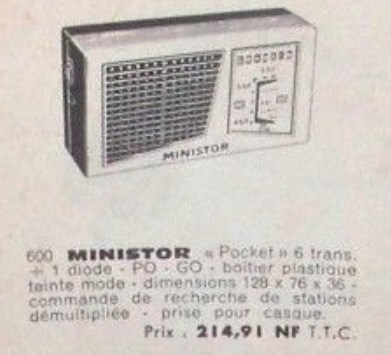 MINISTOR
600 MINISTOR « Pocket » 6 trans.
+ 1 diode - PO - GO - boîtier plastique
teinte mode - dimensions 128 x 76 x 36 -
commande de recherche de stations
démultipliée - prise pour casque.
Prix . 214,91 NF T.T.C.